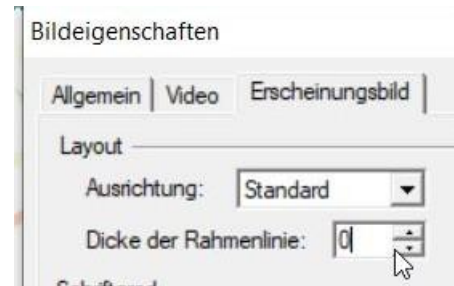 Bildeigenschaften
Allgemein Video Erscheinungsbild
Layout
Ausrichtung: Standard
Dicke der Rahmenlinie: 0